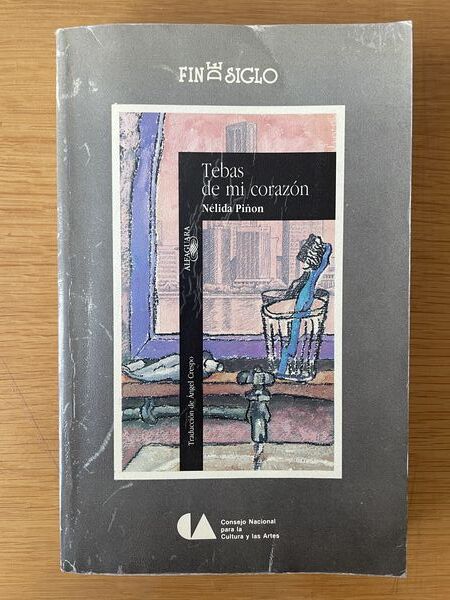 FIN DE SIGLO
Tebas
de mi corazón
Nélida Piñon
ALFAGUARA
Traducción de Ángel Crespo
CA
Consejo Nacional
para la
Cultura y las Artes